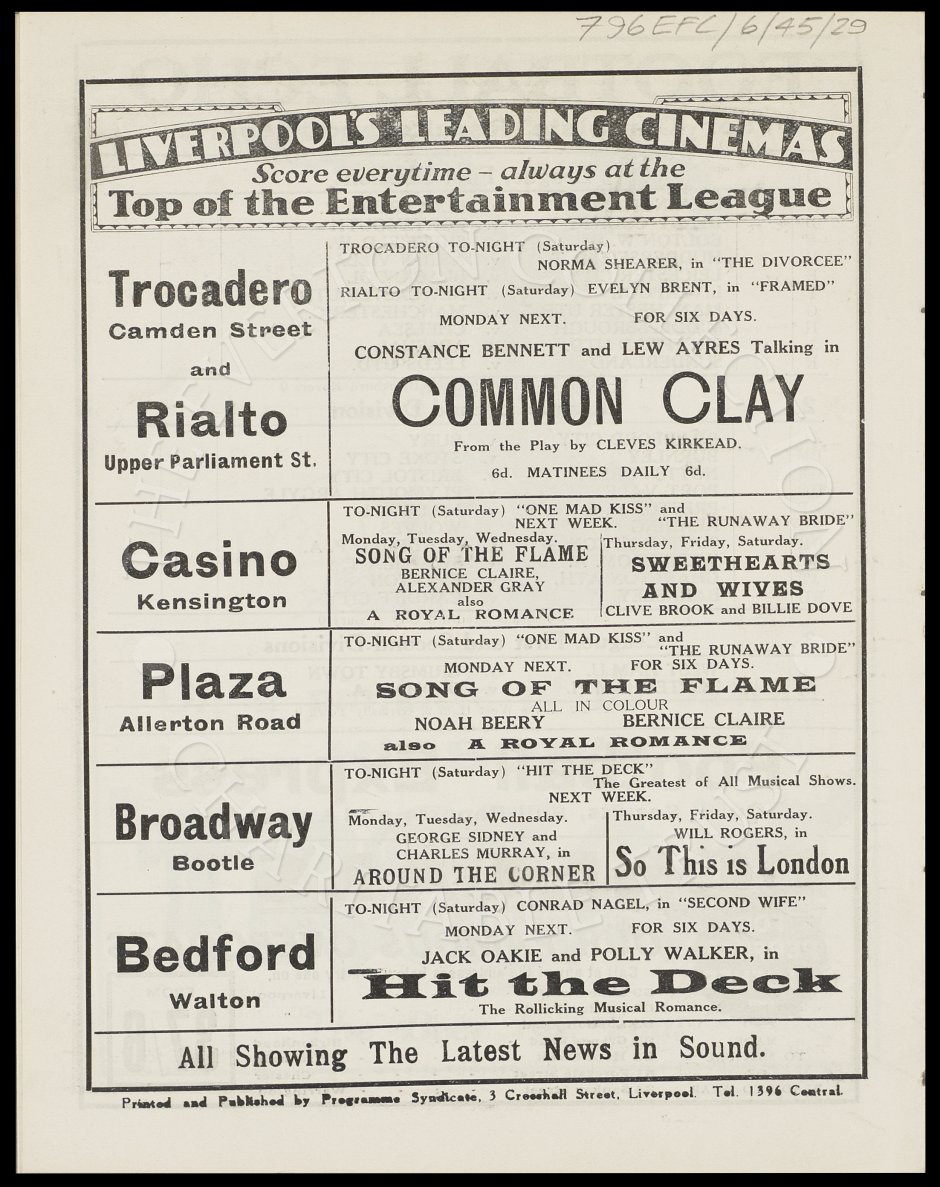 796EFC/6/45/29
LIVERPOOL'S LEADING CINEMAS
Score everytime – always at the
Top of the Entertainment League
Trocadero
Camden Street
and
Rialto
Upper Parliament St.
TROCADERO TO-NIGHT (Saturday)
NORMA SHEARER, in "THE DIVORCEE"
RIALTO TO-NIGHT (Saturday) EVELYN BRENT, in "FRAMED"
MONDAY NEXT. FOR SIX DAYS.
CONSTANCE BENNETT and LEW AYRES Talking in
COMMON CLAY
From the Play by CLEVES KIRKEAD.
6d. MATINEES DAILY 6d.
Casino
Kensington
TO-NIGHT (Saturday) "ONE MAD KISS" and
NEXT WEEK. "THE RUNAWAY BRIDE"
Monday, Tuesday, Wednesday.
SONG OF THE FLAME
BERNICE CLAIRE,
ALEXANDER GRAY
also
A ROYAL ROMANCE
Thursday, Friday, Saturday.
SWEETHEARTS
AND WIVES
CLIVE BROOK and BILLIE DOVE
Plaza
Allerton Road
TO-NIGHT (Saturday) "ONE MAD KISS" and
"THE RUNAWAY BRIDE"
MONDAY NEXT. FOR SIX DAYS.
SONG OF THE FLAME
ALL IN COLOUR
NOAH BEERY BERNICE CLAIRE
also A ROYAL ROMANCE
Broadway
Bootle
TO-NIGHT (Saturday) "HIT THE DECK"
The Greatest of All Musical Shows.
NEXT WEEK.
Monday, Tuesday, Wednesday.
GEORGE SIDNEY and
CHARLES MURRAY, in
AROUND THE CORNER
Thursday, Friday, Saturday.
WILL ROGERS, in
So This is London
Bedford
Walton
TO-NIGHT (Saturday) CONRAD NAGEL, in "SECOND WIFE"
MONDAY NEXT. FOR SIX DAYS.
JACK OAKIE and POLLY WALKER, in
Hit the Deck
The Rollicking Musical Romance.
All Showing The Latest News in Sound.
Printed and Published by Programme Syndicate, 3 Crosshall Street, Liverpool. Tel. 1396 Central.
THE EVERTON COLLECTION
CHARITABLE TRUST